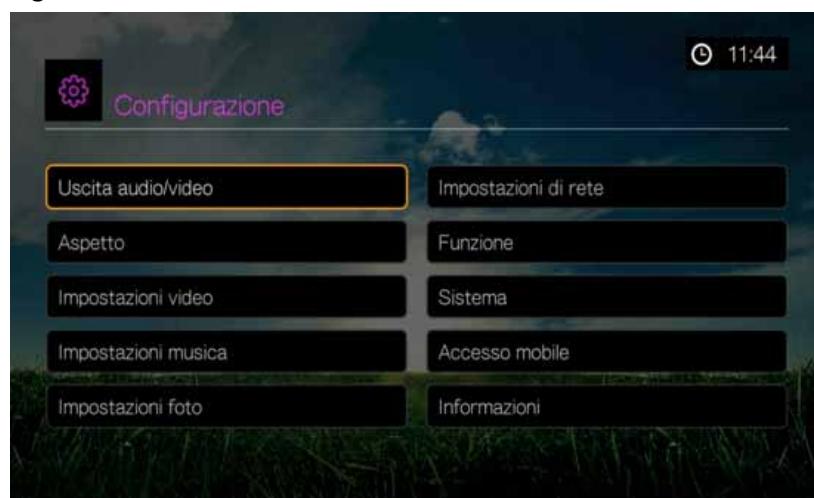 11:44
Configurazione
Uscita audio/video
Impostazioni di rete
Aspetto
Funzione
Impostazioni video
Sistema
Impostazioni musica
Accesso mobile
Impostazioni foto
Informazioni